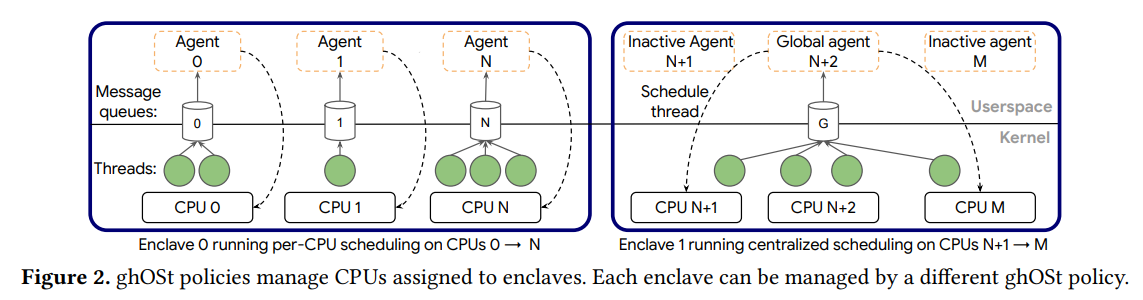 Agent
0
Agent
1
Agent
N
Inactive Agent
N+1
Global agent
N+2
Inactive agent
M
Message
queues:
0
1
N
Schedule
thread
G
Userspace
Kernel
Threads:
CPU 0
CPU 1
CPU N
CPU N+1
CPU N+2
CPU M
Enclave 0 running per-CPU scheduling on CPUs 0 → N
Enclave 1 running centralized scheduling on CPUs N+1 → M
Figure 2. ghOSt policies manage CPUs assigned to enclaves. Each enclave can be managed by a different ghOSt policy.